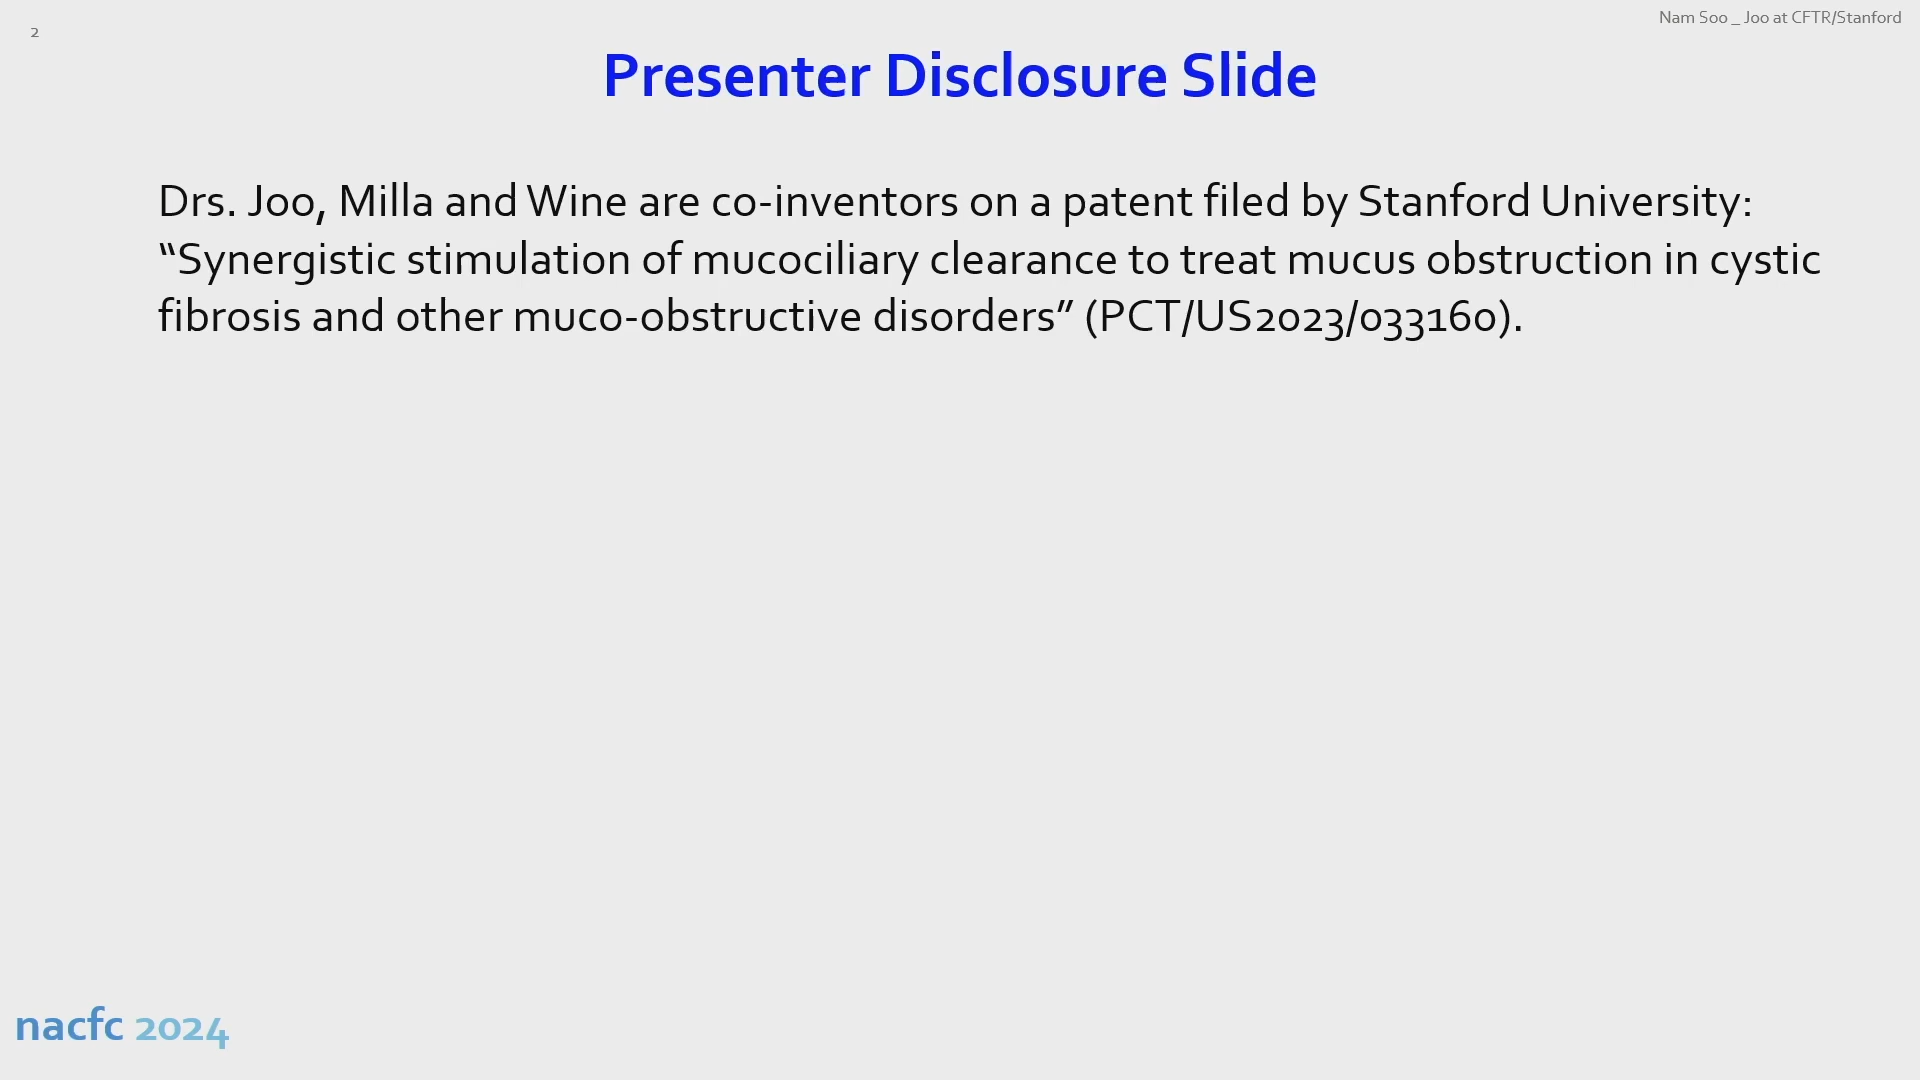 2
Nam Soo _ Joo at CFTR/Stanford
Presenter Disclosure Slide
Drs. Joo, Milla and Wine are co-inventors on a patent filed by Stanford University:
“Synergistic stimulation of mucociliary clearance to treat mucus obstruction in cystic
fibrosis and other muco-obstructive disorders” (PCT/US2023/033160).
nacfc 2024